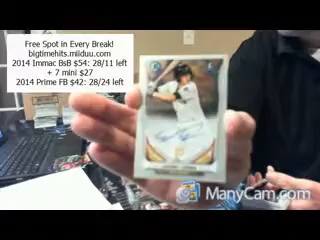 Free Spot in Every Break!
bigtimehits.miiduu.com
2014 Immac BsB $54: 28/11 left
+ 7 mini $27
2014 Prime FB $42: 28/24 left
ManyCam.com